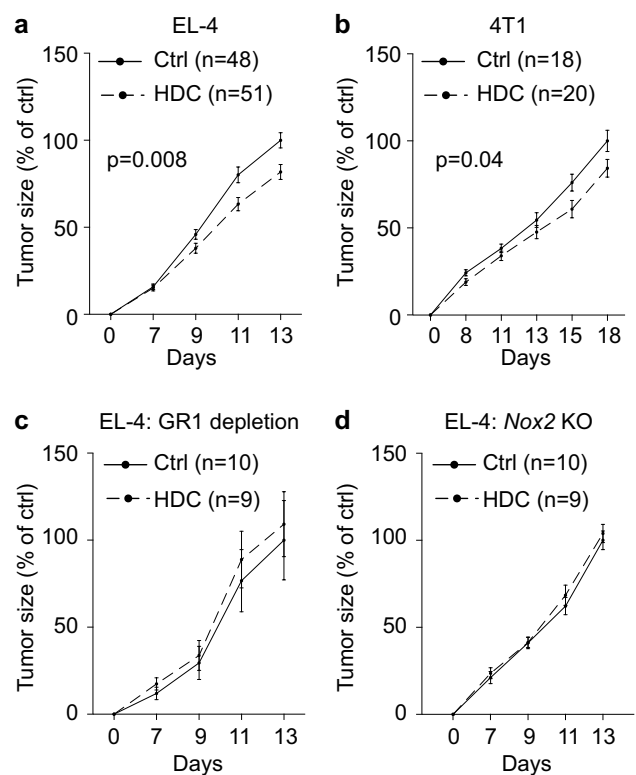 a
EL-4
150
Ctrl (n=48)
HDC (n=51)
100
p=0.008
50
0
Tumor size (% of ctrl)
0 7 9 11 13
Days
b
4T1
150
Ctrl (n=18)
HDC (n=20)
100
p=0.04
50
0
Tumor size (% of ctrl)
0 8 11 13 15 18
Days
c
EL-4: GR1 depletion
150
Ctrl (n=10)
HDC (n=9)
100
50
0
Tumor size (% of ctrl)
0 7 9 11 13
Days
d
EL-4: Nox2 KO
150
Ctrl (n=10)
HDC (n=9)
100
50
0
Tumor size (% of ctrl)
0 7 9 11 13
Days